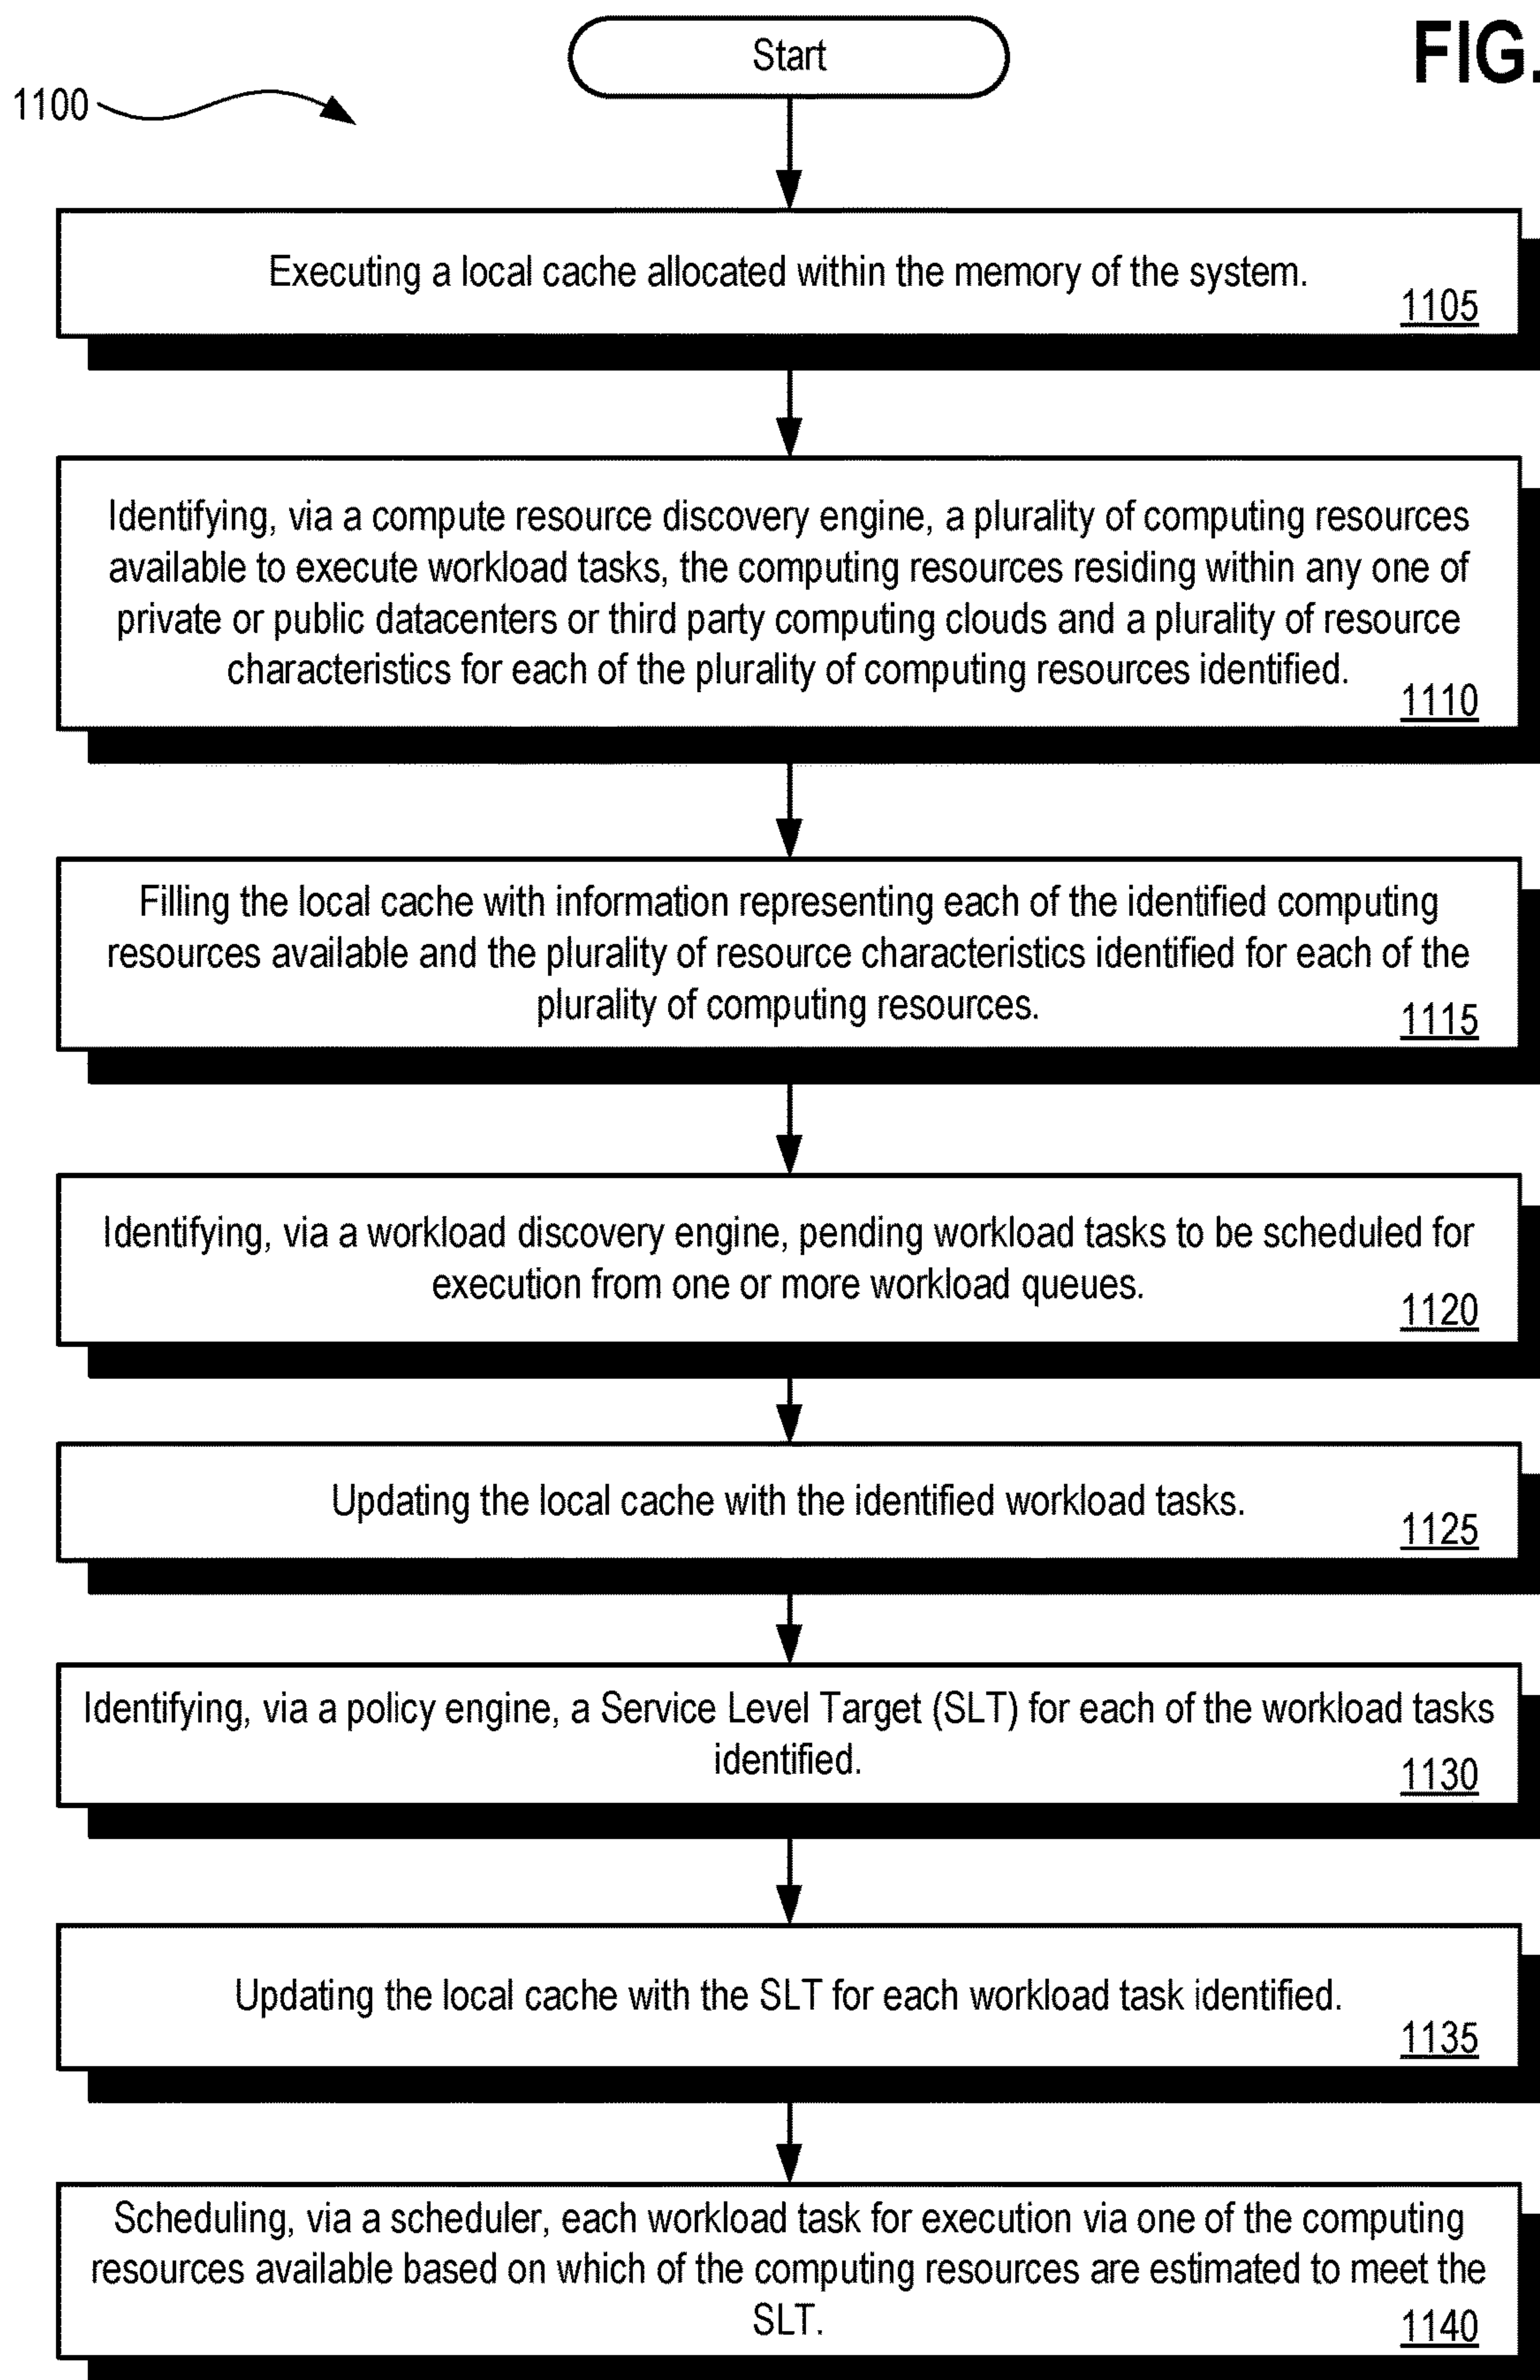 Start
FIG.
1100
Executing a local cache allocated within the memory of the system.
1105
Identifying, via a compute resource discovery engine, a plurality of computing resources
available to execute workload tasks, the computing resources residing within any one of
private or public datacenters or third party computing clouds and a plurality of resource
characteristics for each of the plurality of computing resources identified.
1110
Filling the local cache with information representing each of the identified computing
resources available and the plurality of resource characteristics identified for each of the
plurality of computing resources.
1115
Identifying, via a workload discovery engine, pending workload tasks to be scheduled for
execution from one or more workload queues.
1120
Updating the local cache with the identified workload tasks.
1125
Identifying, via a policy engine, a Service Level Target (SLT) for each of the workload tasks
identified.
1130
Updating the local cache with the SLT for each workload task identified.
1135
Scheduling, via a scheduler, each workload task for execution via one of the computing
resources available based on which of the computing resources are estimated to meet the
SLT.
1140